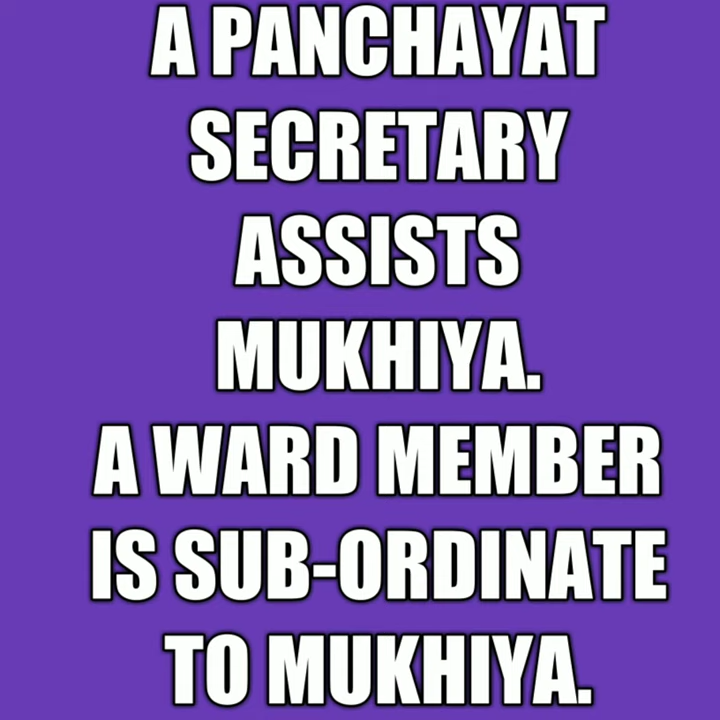 A PANCHAYAT
SECRETARY
ASSISTS
MUKHIYA.
A WARD MEMBER
IS SUB-ORDINATE
TO MUKHIYA.